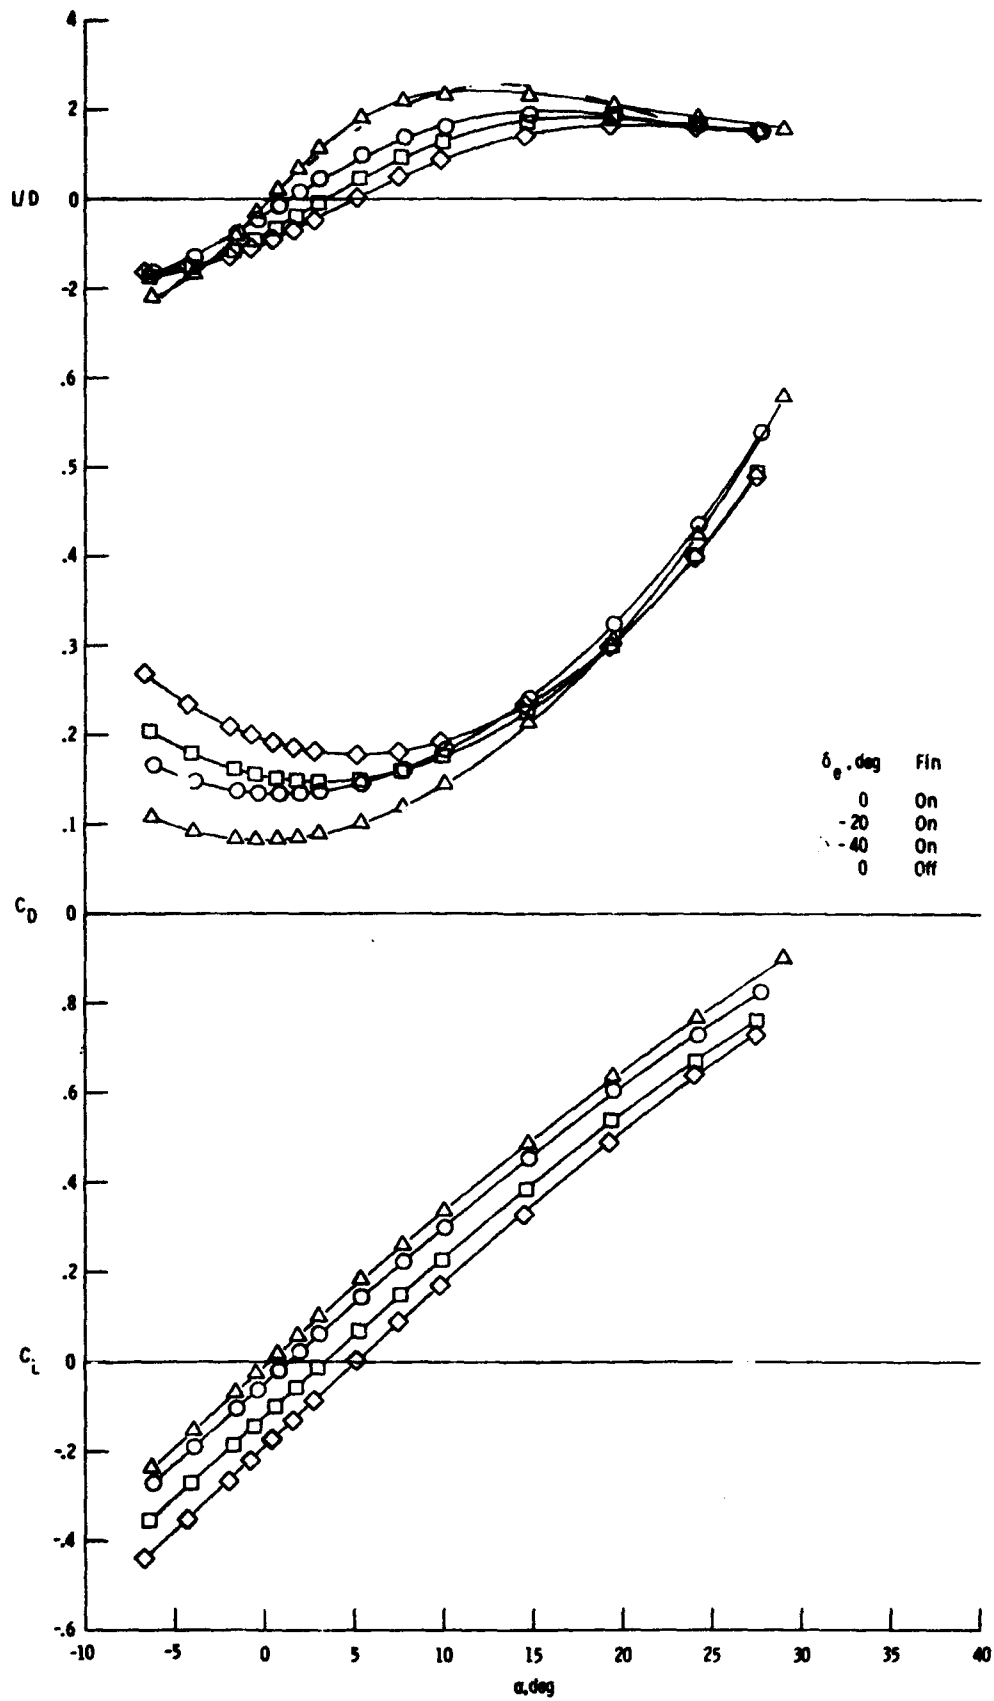 4
2
L/D 0
-2
.6
.5
.4
.3
.2
.1
C_D 0
δ_e, deg Fin
0 On
-20 On
-40 On
0 Off
.8
.6
.4
.2
C_L 0
-.2
-.4
-.6
-10 -5 0 5 10 15 20 25 30 35 40
α, deg